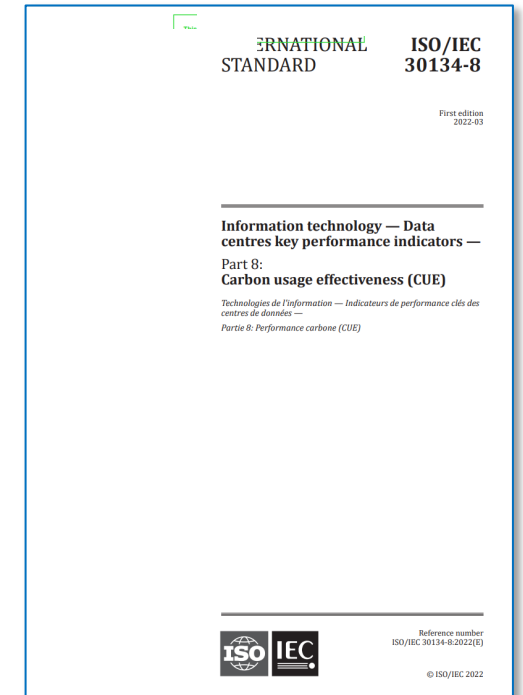 ERNATIONAL
STANDARD
ISO/IEC
30134-8
First edition
2022-03
Information technology — Data
centres key performance indicators —
Part 8:
Carbon usage effectiveness (CUE)
Technologies de l'information — Indicateurs de performance clés des
centres de données —
Partie 8: Performance carbone (CUE)
ISO
IEC
Reference number
ISO/IEC 30134-8:2022(E)
© ISO/IEC 2022